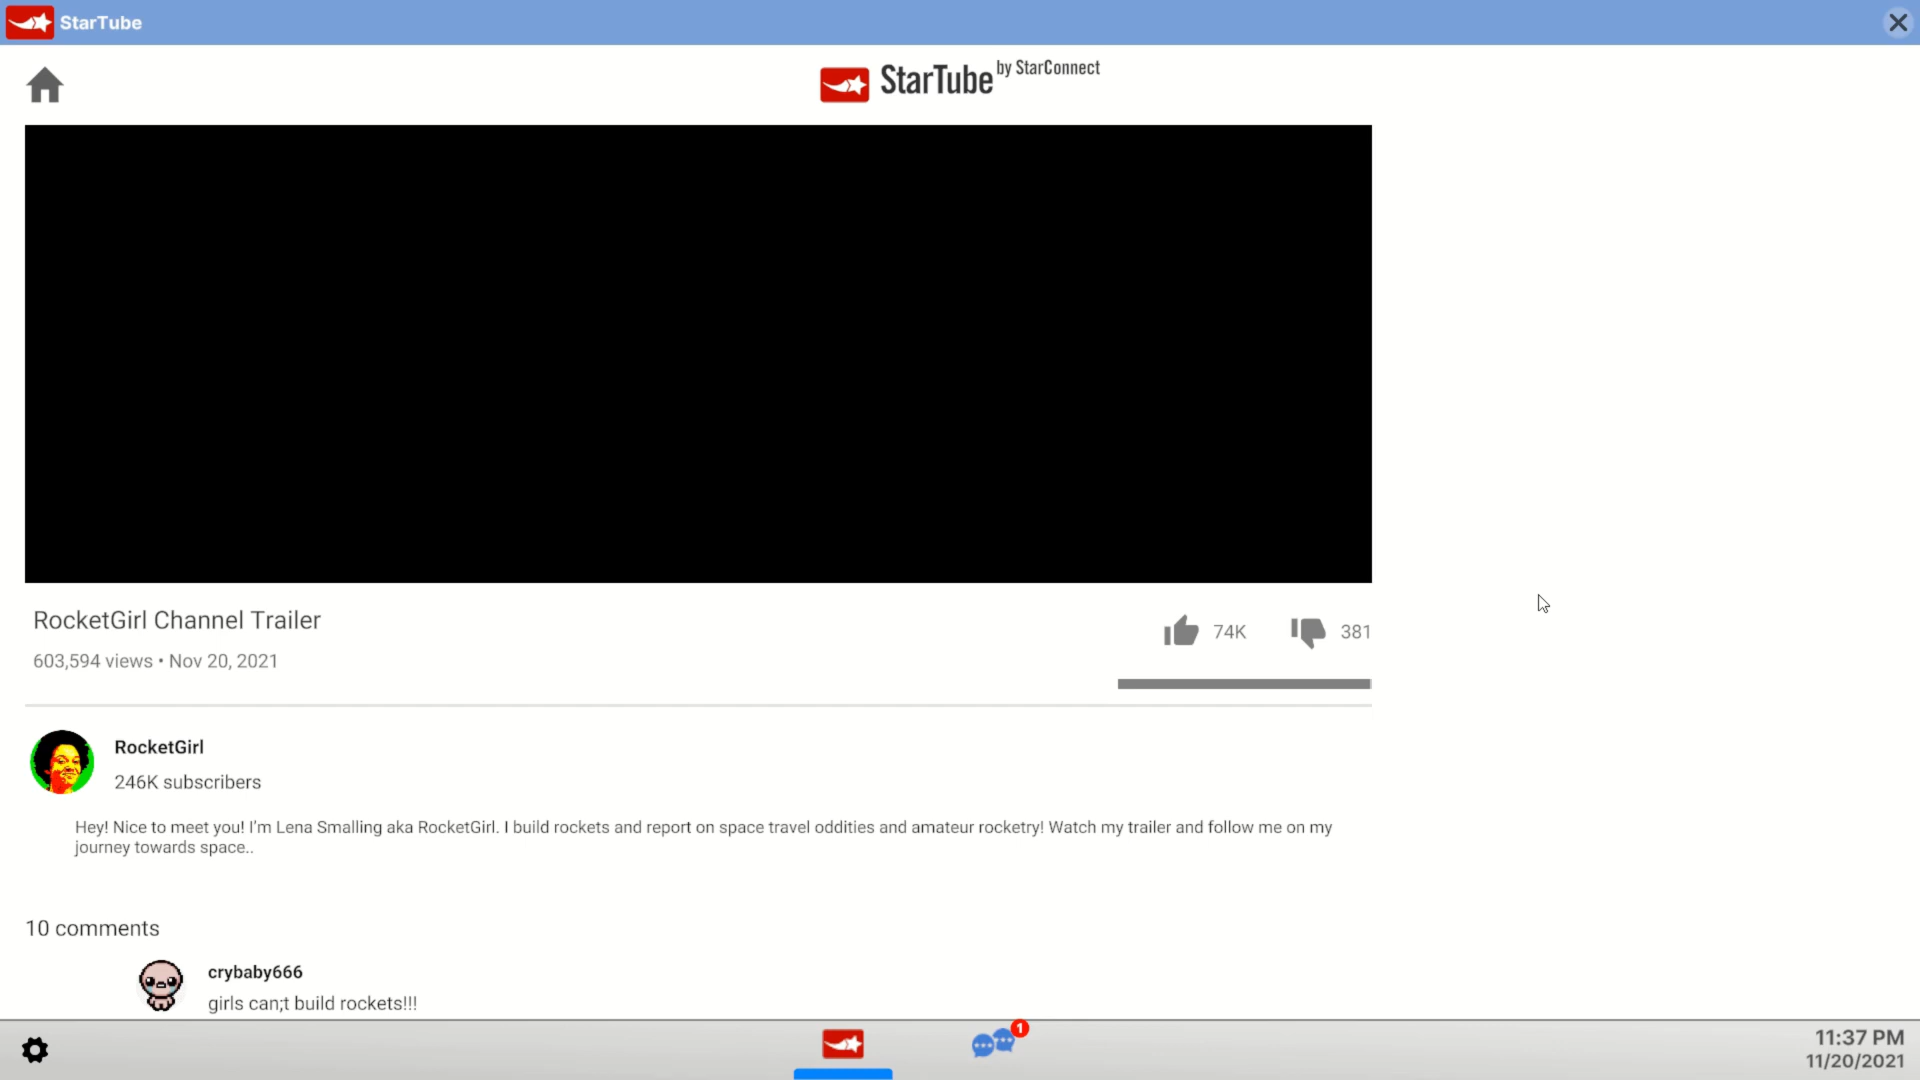 StarTube
StarTube by StarConnect
RocketGirl Channel Trailer
74K
381
603,594 views • Nov 20, 2021
RocketGirl
246K subscribers
Hey! Nice to meet you! I'm Lena Smalling aka RocketGirl. I build rockets and report on space travel oddities and amateur rocketry! Watch my trailer and follow me on my
journey towards space..
10 comments
crybaby666
girls can;t build rockets!!!
1
11:37 PM
11/20/2021